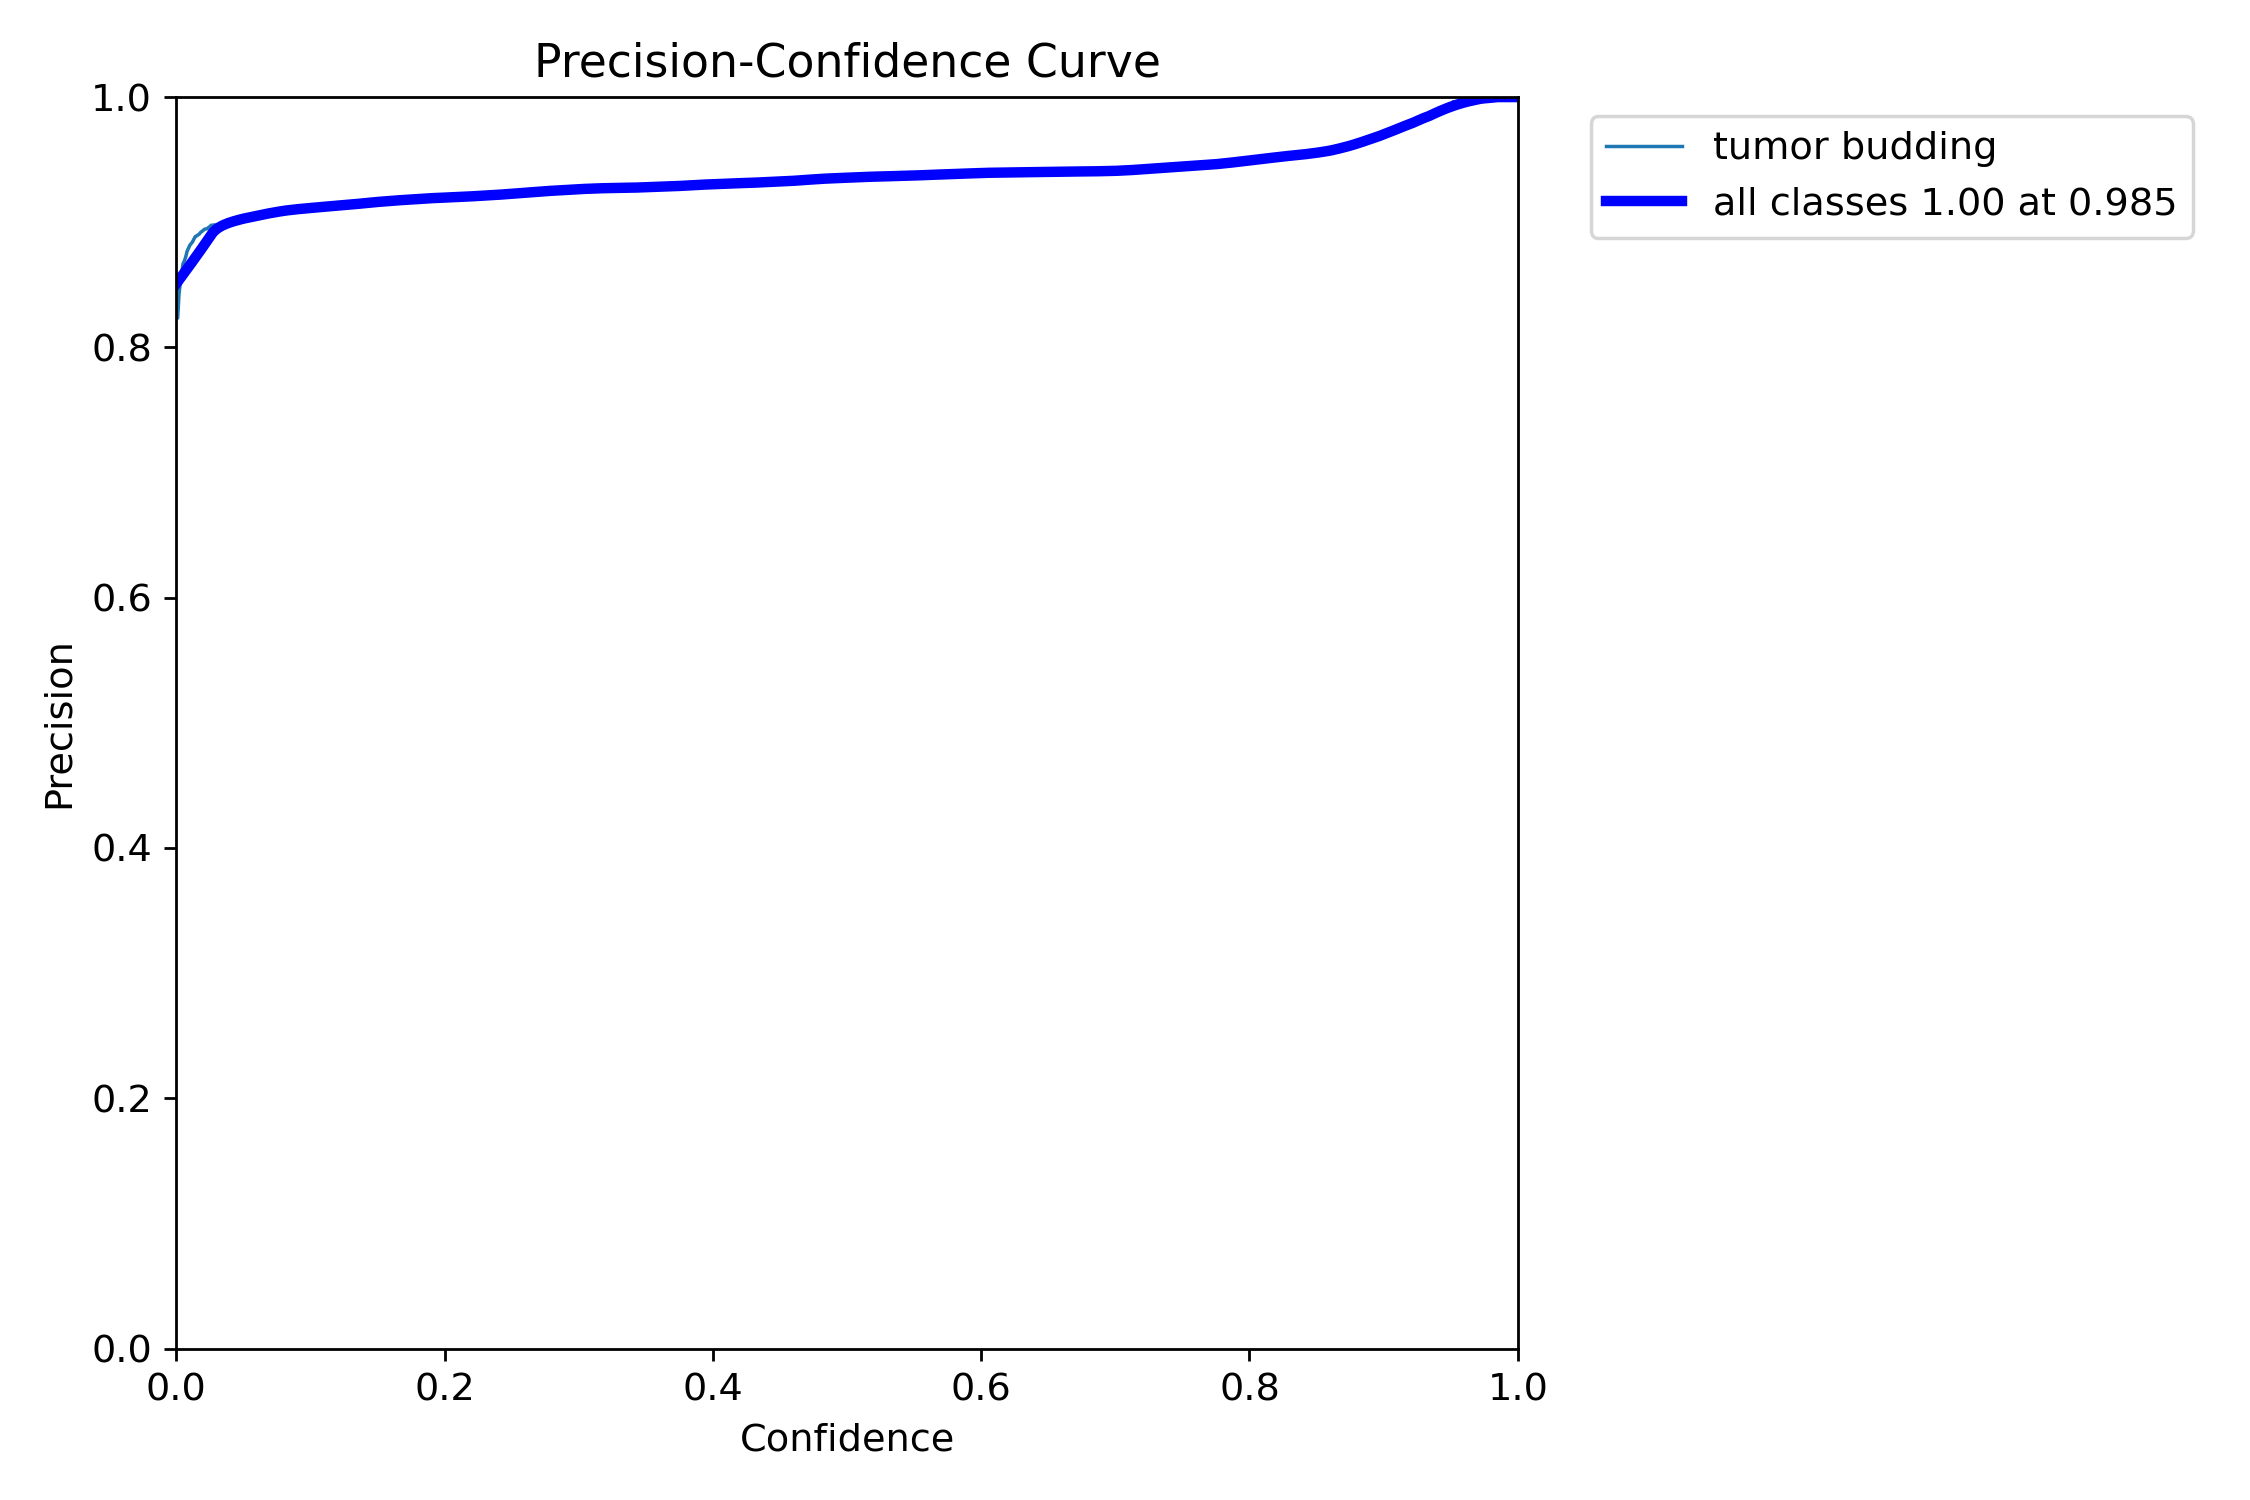 Precision-Confidence Curve
1.0
0.8
0.6
0.4
0.2
0.0
Precision
0.0 0.2 0.4 0.6 0.8 1.0
Confidence
tumor budding
all classes 1.00 at 0.985